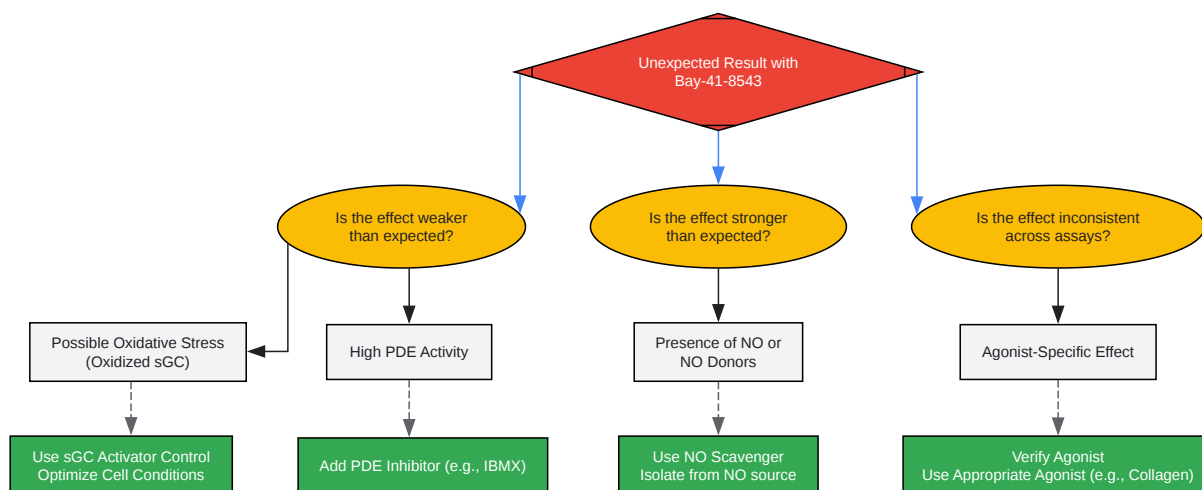 Unexpected Result with
Bay-41-8543
Is the effect weaker
than expected?
Is the effect stronger
than expected?
Is the effect inconsistent
across assays?
Possible Oxidative Stress
(Oxidized sGC)
High PDE Activity
Presence of NO or
NO Donors
Agonist-Specific Effect
Use sGC Activator Control
Optimize Cell Conditions
Add PDE Inhibitor (e.g., IBMX)
Use NO Scavenger
Isolate from NO source
Verify Agonist
Use Appropriate Agonist (e.g., Collagen)